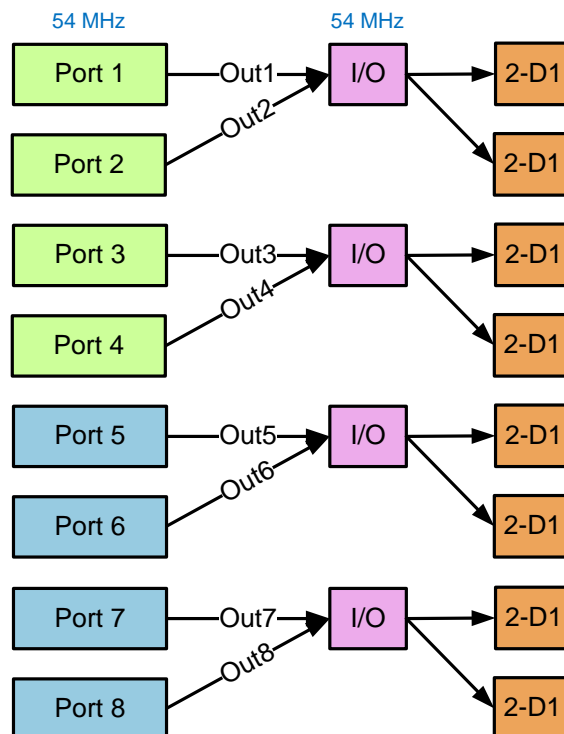 54 MHz 54 MHz
Port 1 Out1 I/O 2-D1
Out2
Port 2 2-D1
Port 3 Out3 I/O 2-D1
Out4
Port 4 2-D1
Port 5 Out5 I/O 2-D1
Out6
Port 6 2-D1
Port 7 Out7 I/O 2-D1
Out8
Port 8 2-D1